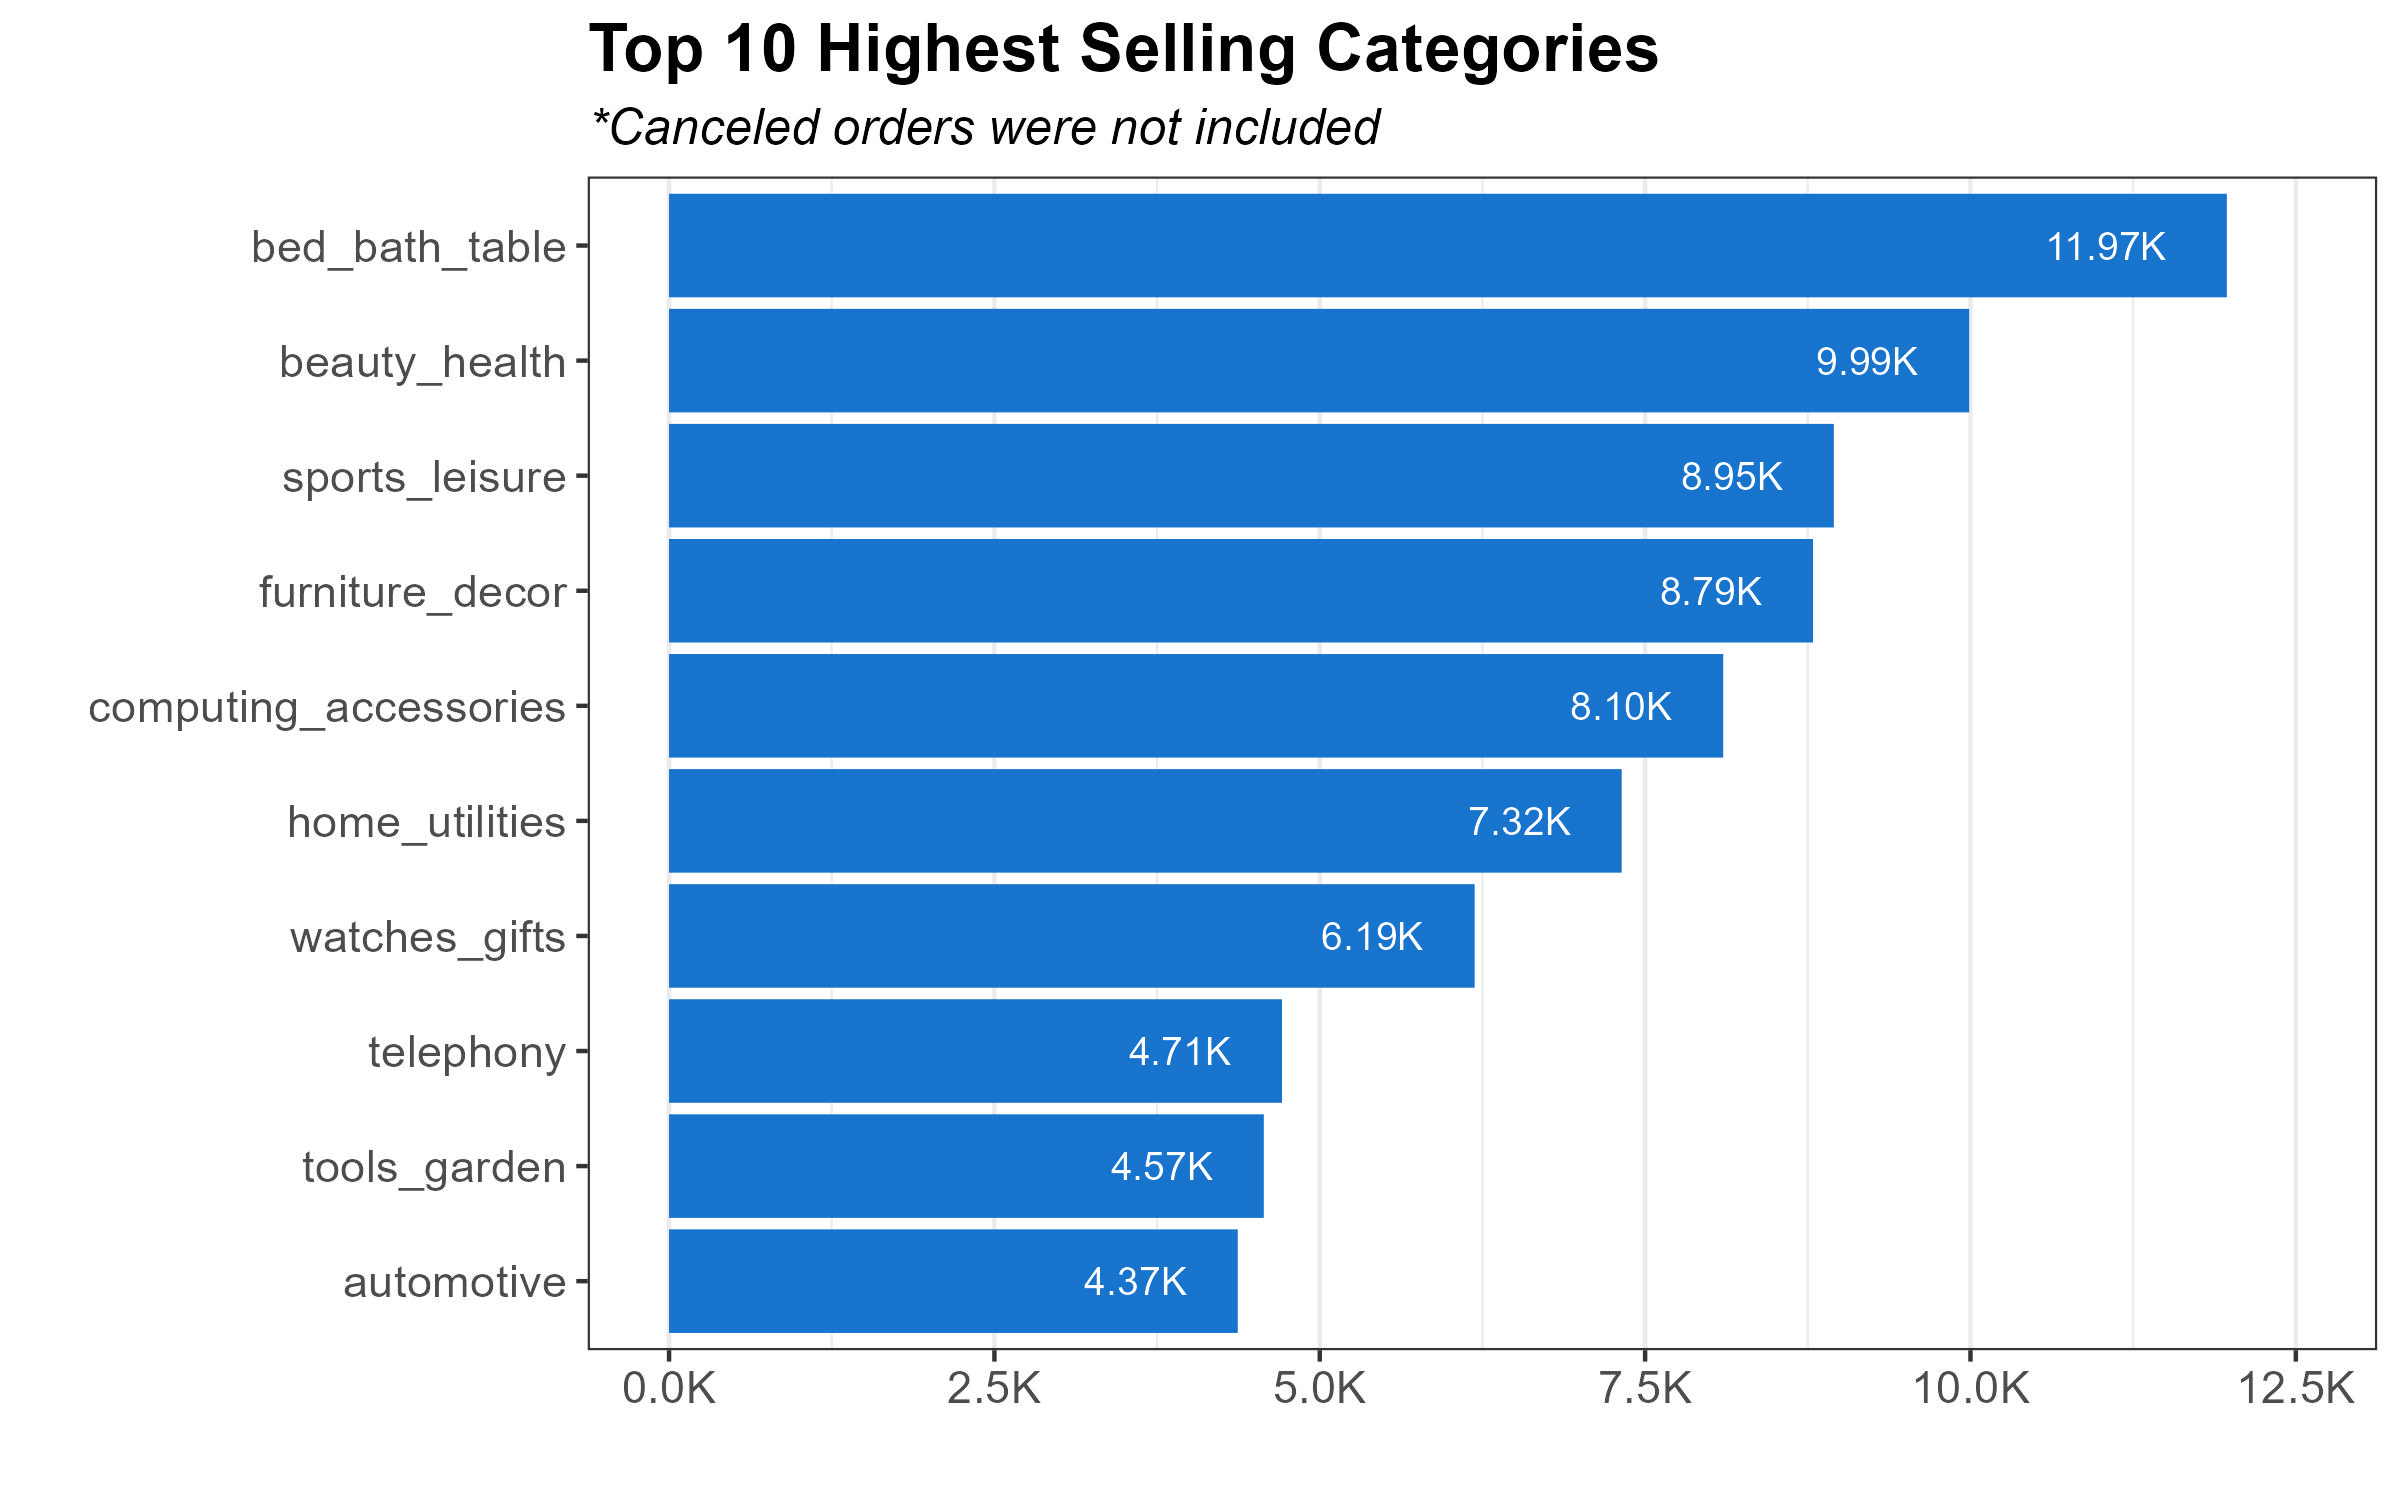 Top 10 Highest Selling Categories
*Canceled orders were not included
bed_bath_table 11.97K
beauty_health 9.99K
sports_leisure 8.95K
furniture_decor 8.79K
computing_accessories 8.10K
home_utilities 7.32K
watches_gifts 6.19K
telephony 4.71K
tools_garden 4.57K
automotive 4.37K
0.0K 2.5K 5.0K 7.5K 10.0K 12.5K